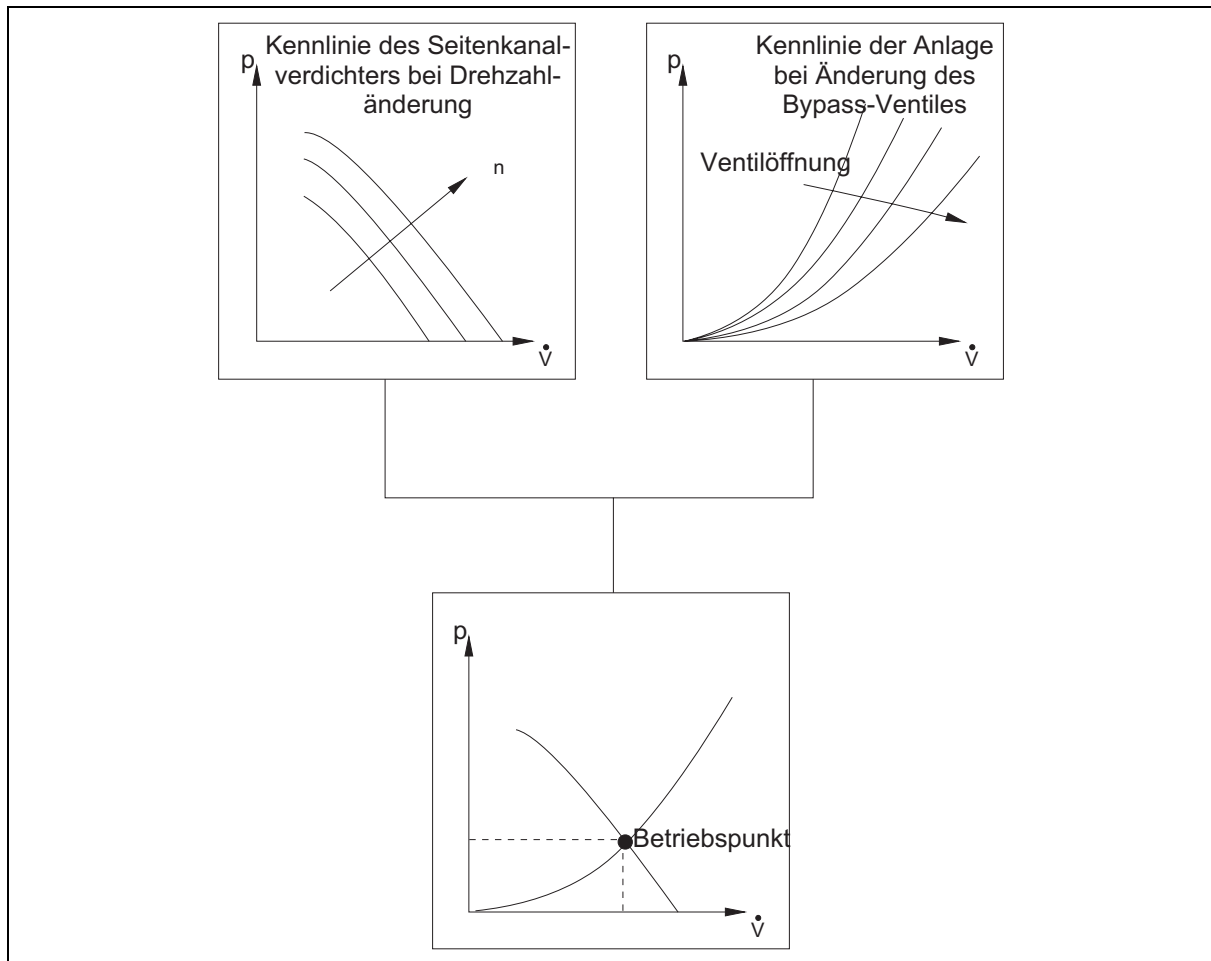 Kennlinie des Seitenkanal-
verdichters bei Drehzahl-
änderung
p
n
V̇
Kennlinie der Anlage
bei Änderung des
Bypass-Ventiles
p
Ventilöffnung
V̇
p
Betriebspunkt
V̇